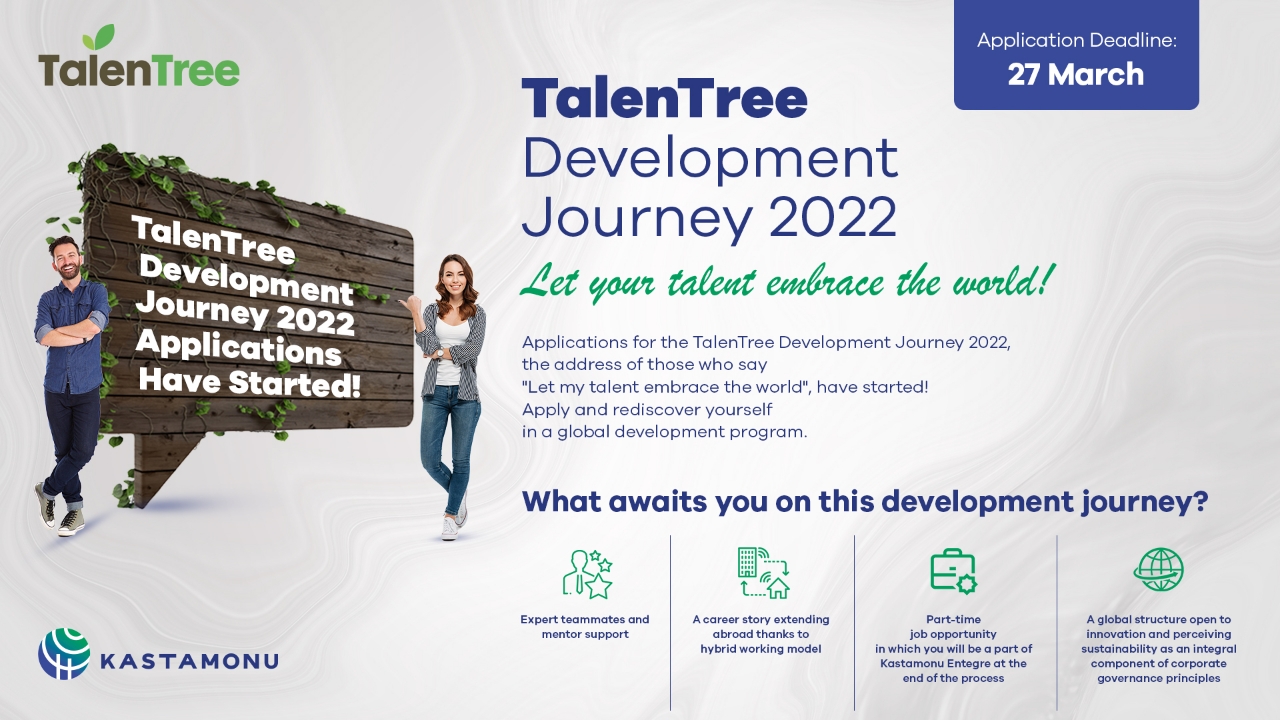 TalenTree
Application Deadline:
27 March
TalenTree
Development
Journey 2022
Let your talent embrace the world!
TalenTree
Development
Journey 2022
Applications
Have Started!
Applications for the TalenTree Development Journey 2022,
the address of those who say
"Let my talent embrace the world", have started!
Apply and rediscover yourself
in a global development program.
What awaits you on this development journey?
Expert teammates and
mentor support
A career story extending
abroad thanks to
hybrid working model
Part-time
job opportunity
in which you will be a part of
Kastamonu Entegre at the
end of the process
A global structure open to
innovation and perceiving
sustainability as an integral
component of corporate
governance principles
KASTAMONU